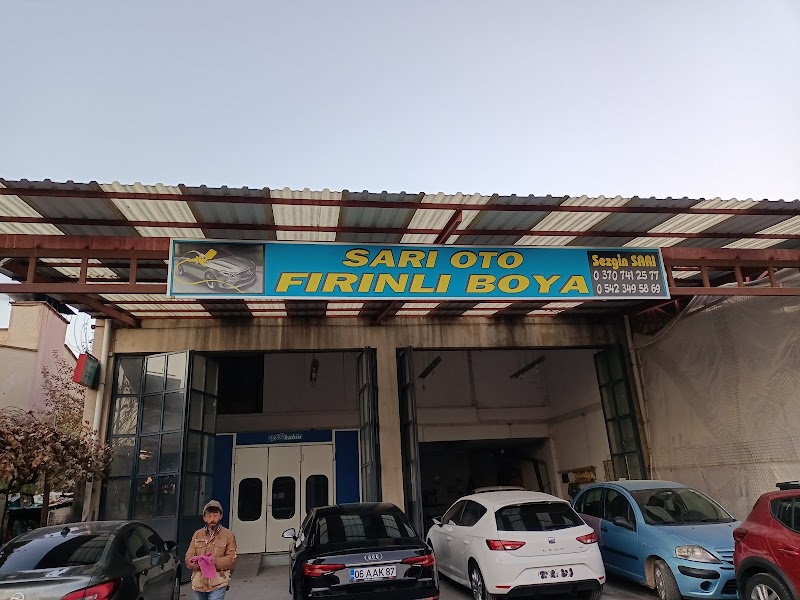 SARI OTO
FIRINLI BOYA
Sezgin SARI
0 370 741 25 77
0 542 349 58 69
kabin
06 AAK 87